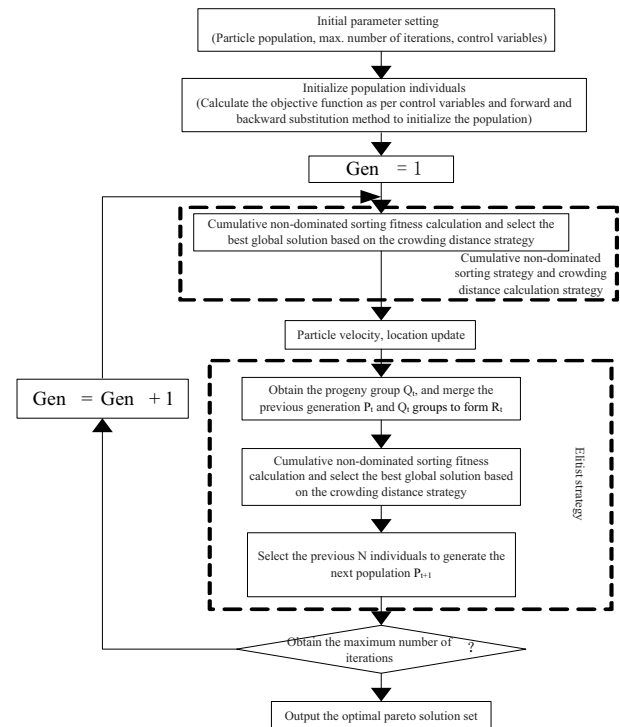 Initial parameter setting
(Particle population, max. number of iterations, control variables)
Initialize population individuals
(Calculate the objective function as per control variables and forward and
backward substitution method to initialize the population)
Gen = 1
Cumulative non-dominated sorting fitness calculation and select the
best global solution based on the crowding distance strategy
Cumulative non-dominated
sorting strategy and crowding
distance calculation strategy
Particle velocity, location update
Gen = Gen + 1
Obtain the progeny group Qt, and merge the
previous generation Pt and Qt groups to form Rt
Cumulative non-dominated sorting fitness
calculation and select the best global solution based
on the crowding distance strategy
Elitist strategy
Select the previous N individuals to generate the
next population Pt+1
Obtain the maximum number of ?
iterations
Output the optimal pareto solution set